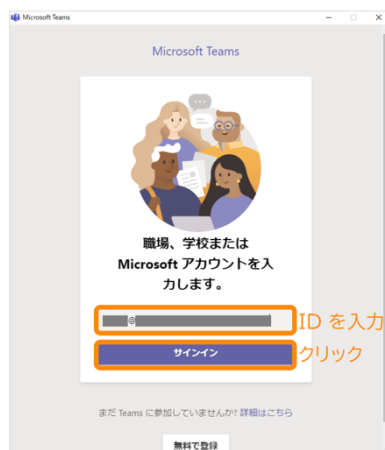 Microsoft Teams
Microsoft Teams
職場、学校または
Microsoft アカウントを入
力します。
@
ID を入力
サインイン
クリック
まだ Teams に参加していませんか? 詳細はこちら
無料で登録